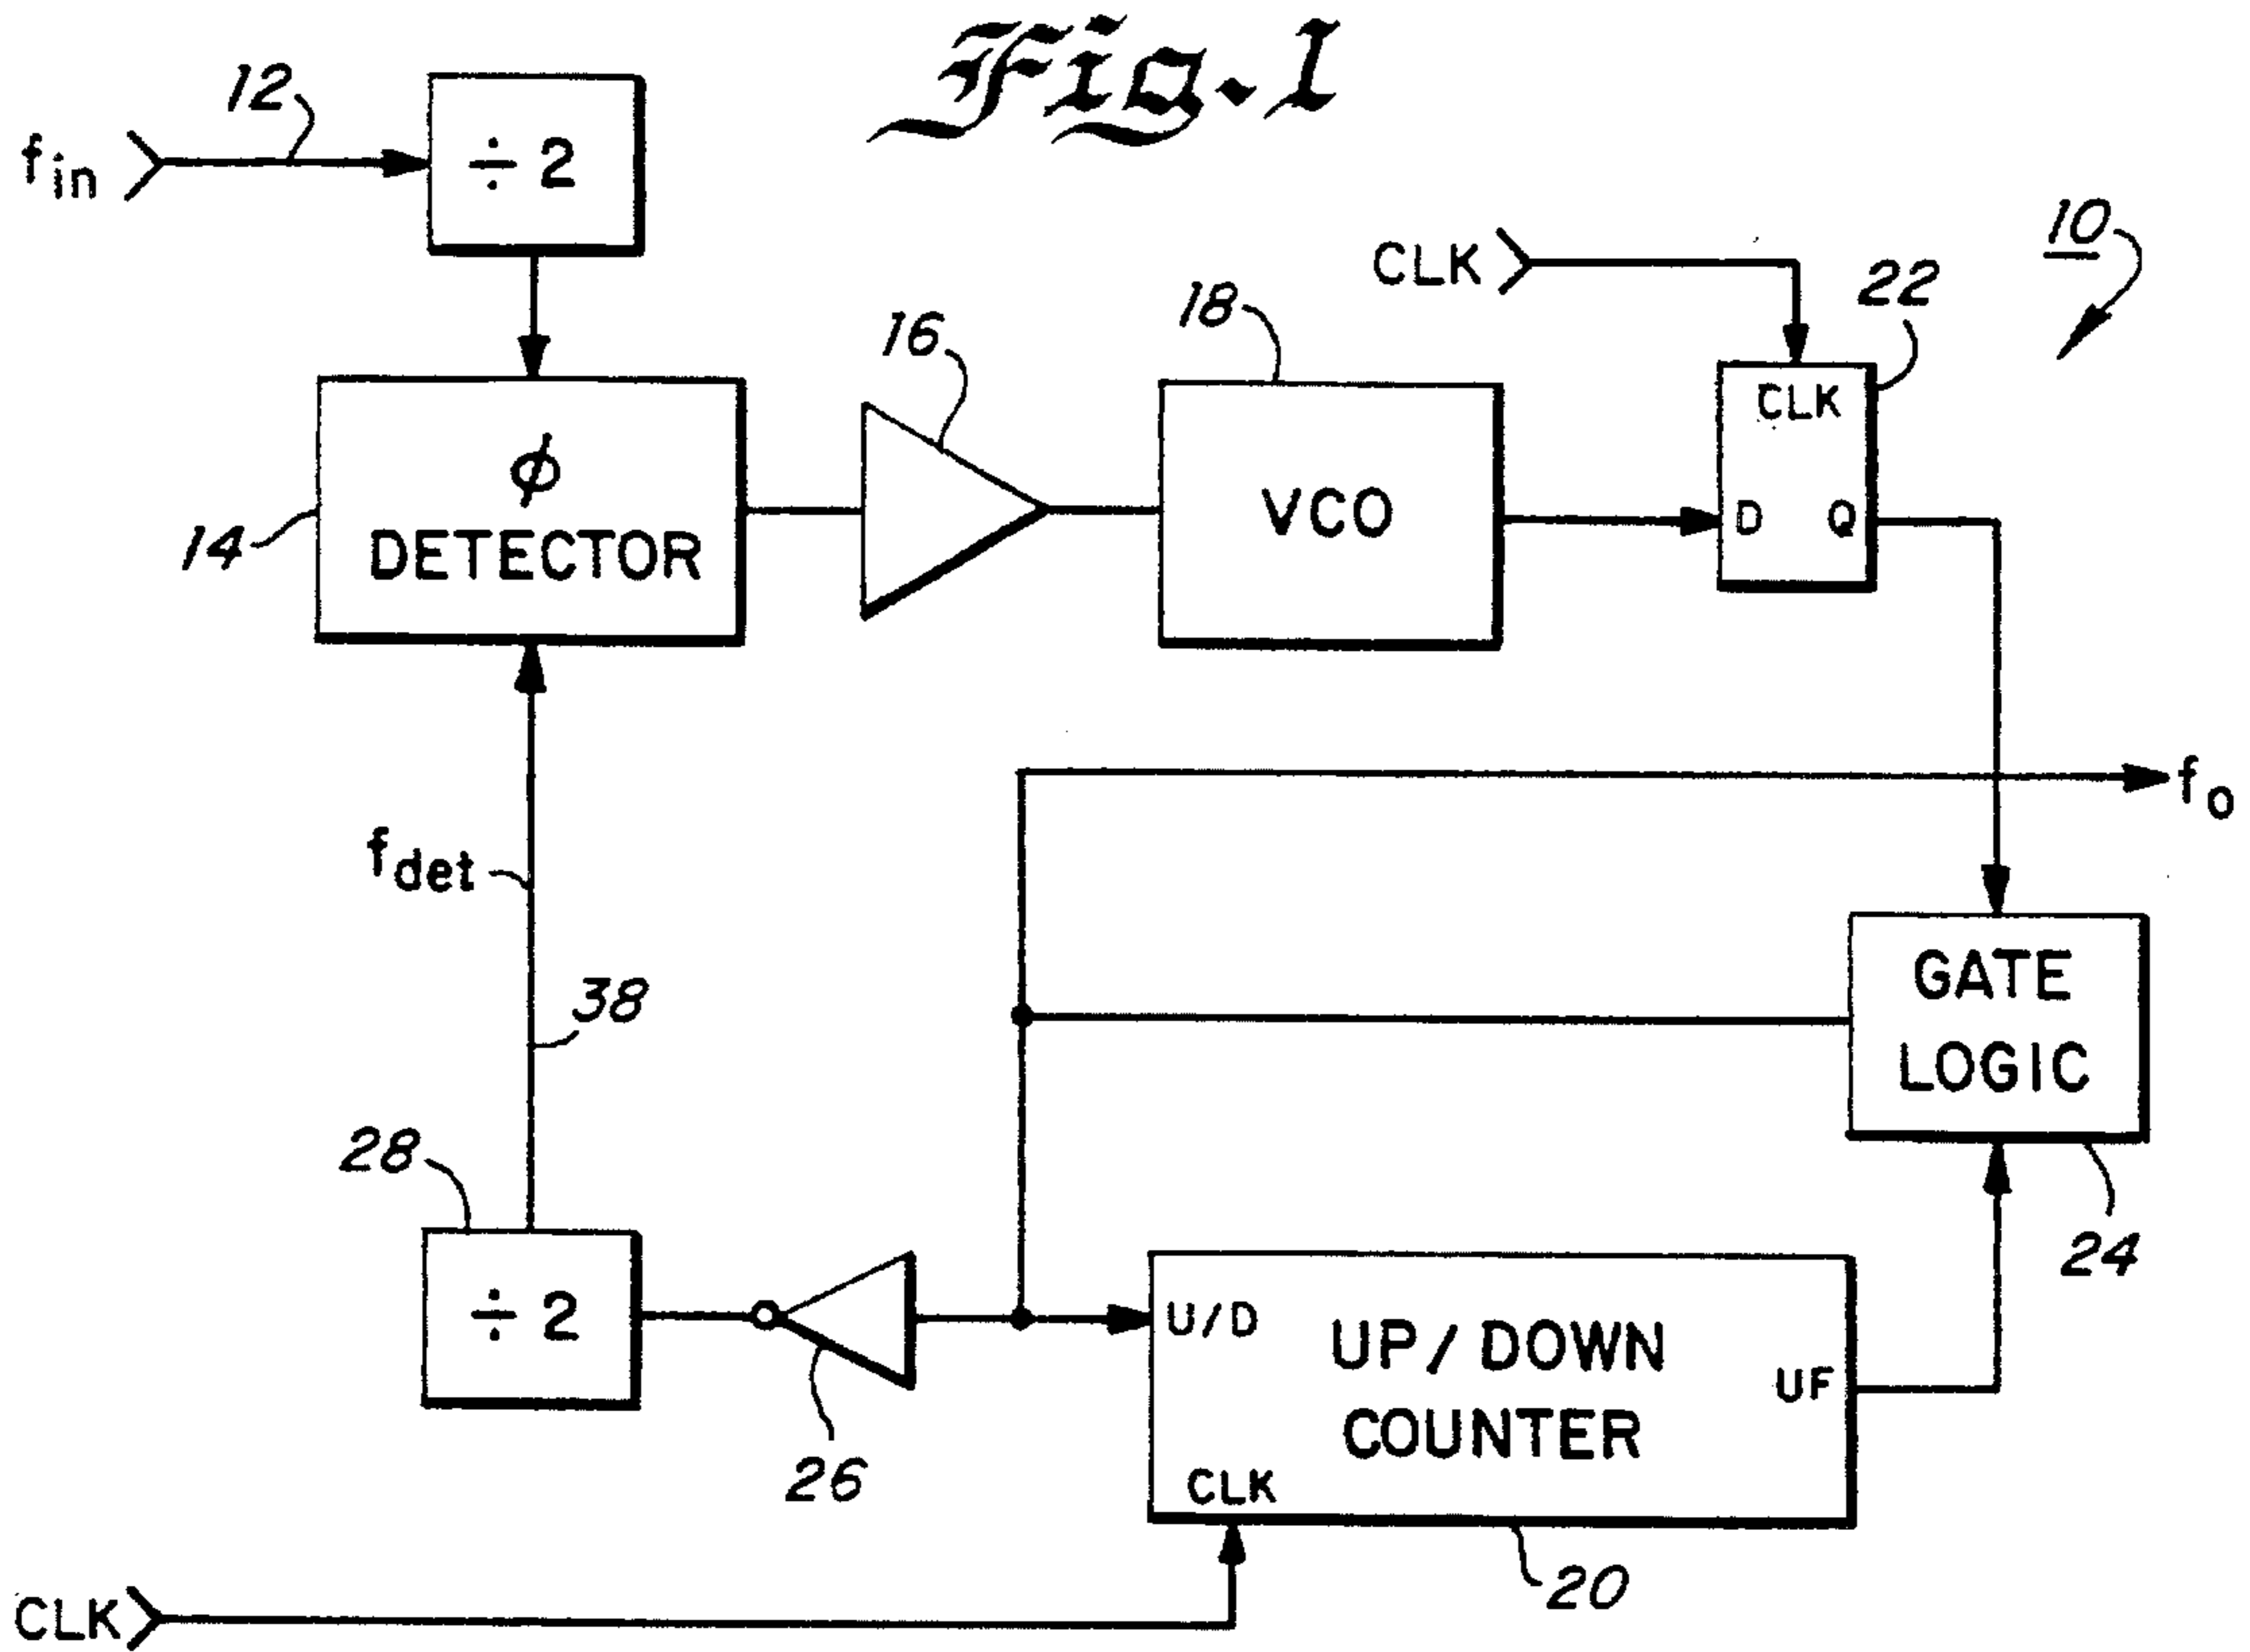 Fig. 1
12
f_in
÷ 2
10
CLK
22
18
16
CLK
φ
DETECTOR
VCO
D Q
14
f_o
f_det
GATE
LOGIC
38
28
24
÷ 2
U/D
UP/DOWN
COUNTER
UF
26
CLK
20
CLK